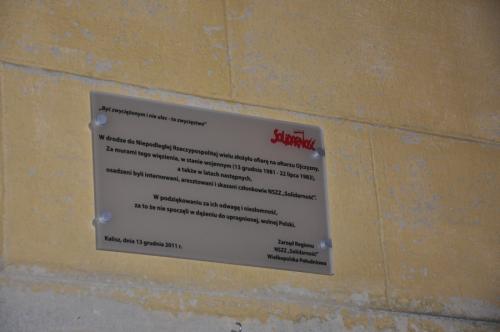 „Być zwyciężonym i nie ulec - to zwycięstwo"
SOLIDARNOŚĆ
W drodze do Niepodległej Rzeczypospolitej wielu złożyło ofiarę na ołtarzu Ojczyzny.
Za murami tego więzienia, w stanie wojennym (13 grudnia 1981 - 22 lipca 1983),
a także w latach następnych,
osadzeni byli internowani, aresztowani i skazani członkowie NSZZ „Solidarność".
W podziękowaniu za ich odwagę i niezłomność,
za to że nie spoczęli w dążeniu do upragnionej, wolnej Polski.
Kalisz, dnia 13 grudnia 2011 r.
Zarząd Regionu
NSZZ „Solidarność"
Wielkopolska Południowa